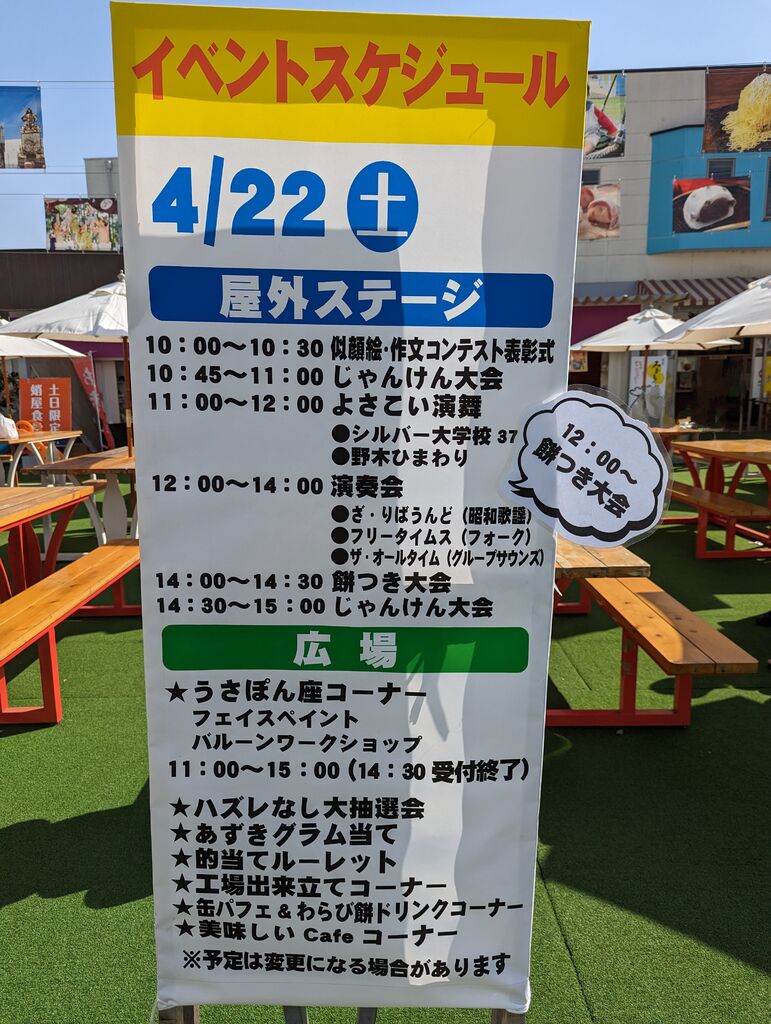 イベントスケジュール
4/22 土
屋外ステージ
10:00〜10:30 似顔絵・作文コンテスト表彰式
10:45〜11:00 じゃんけん大会
11:00〜12:00 よさこい演舞
●シルバー大学校 37
●野木ひまわり
12:00〜
餅つき大会
12:00〜14:00 演奏会
●ざ・りばうんど（昭和歌謡）
●フリータイムス（フォーク）
●ザ・オールタイム（グループサウンズ）
14:00〜14:30 餅つき大会
14:30〜15:00 じゃんけん大会
広場
★うさぽん座コーナー
フェイスペイント
バルーンワークショップ
11:00〜15:00（14:30 受付終了）
★ハズレなし大抽選会
★あずきグラム当て
★的当てルーレット
★工場出来立てコーナー
★缶パフェ&わらび餅ドリンクコーナー
★美味しい Cafe コーナー
※予定は変更になる場合があります
土日限定
蛸屋食堂